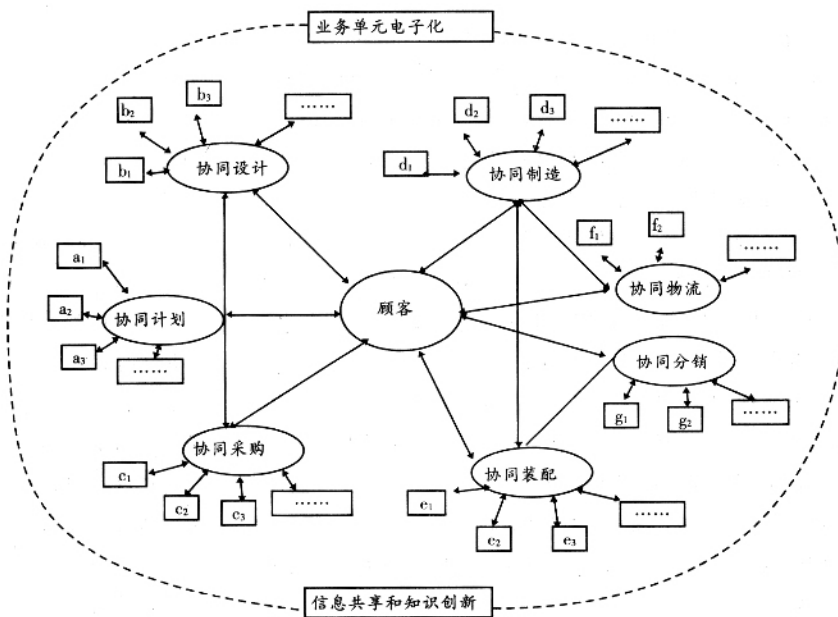 业务单元电子化
b₃
……
b₂
b₁
协同设计
d₂
d₃
……
d₁
协同制造
a₁
a₂
a₃
协同计划
……
顾客
f₁
f₂
……
协同物流
协同分销
g₁
g₂
……
协同采购
c₁
c₂
c₃
……
协同装配
e₁
e₂
e₃
……
信息共享和知识创新